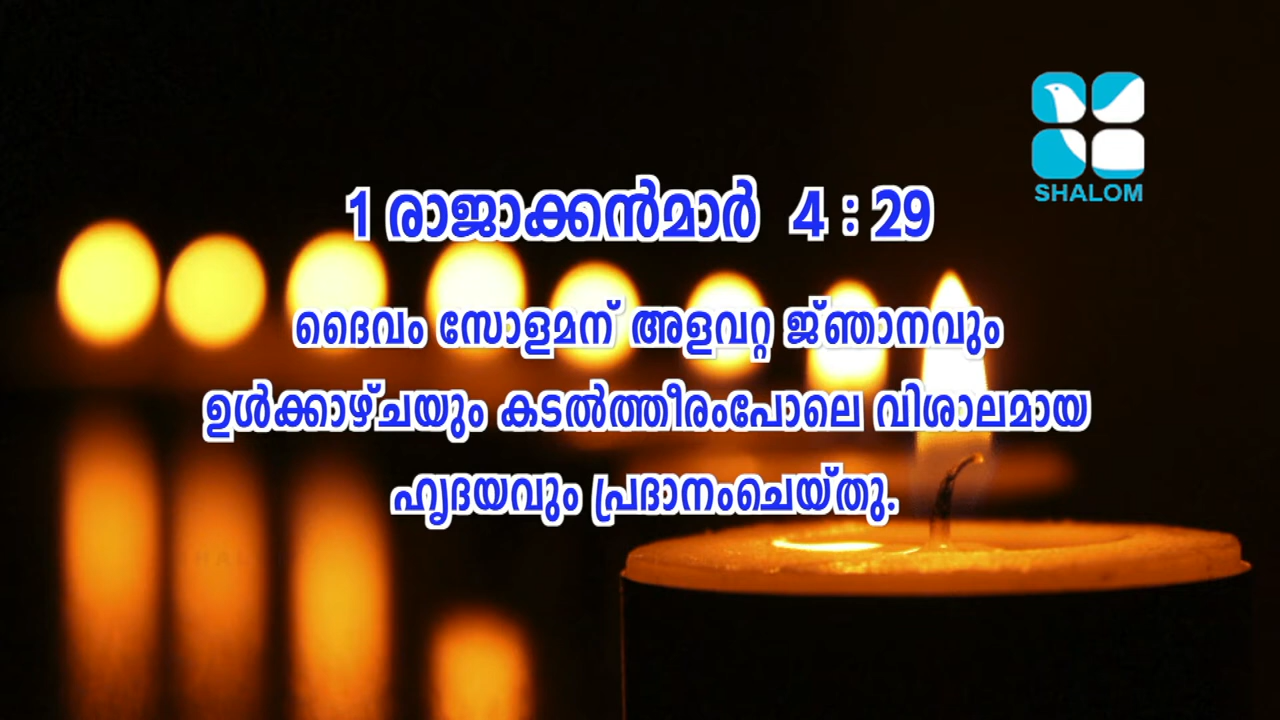 SHALOM
1 രാജാക്കൻമാർ 4 : 29
ദൈവം സോളമന് അളവറ്റ ജ്ഞാനവും
ഉൾക്കാഴ്ചയും കടൽത്തീരംപോലെ വിശാലമായ
ഹൃദയവും പ്രദാനംചെയ്തു.